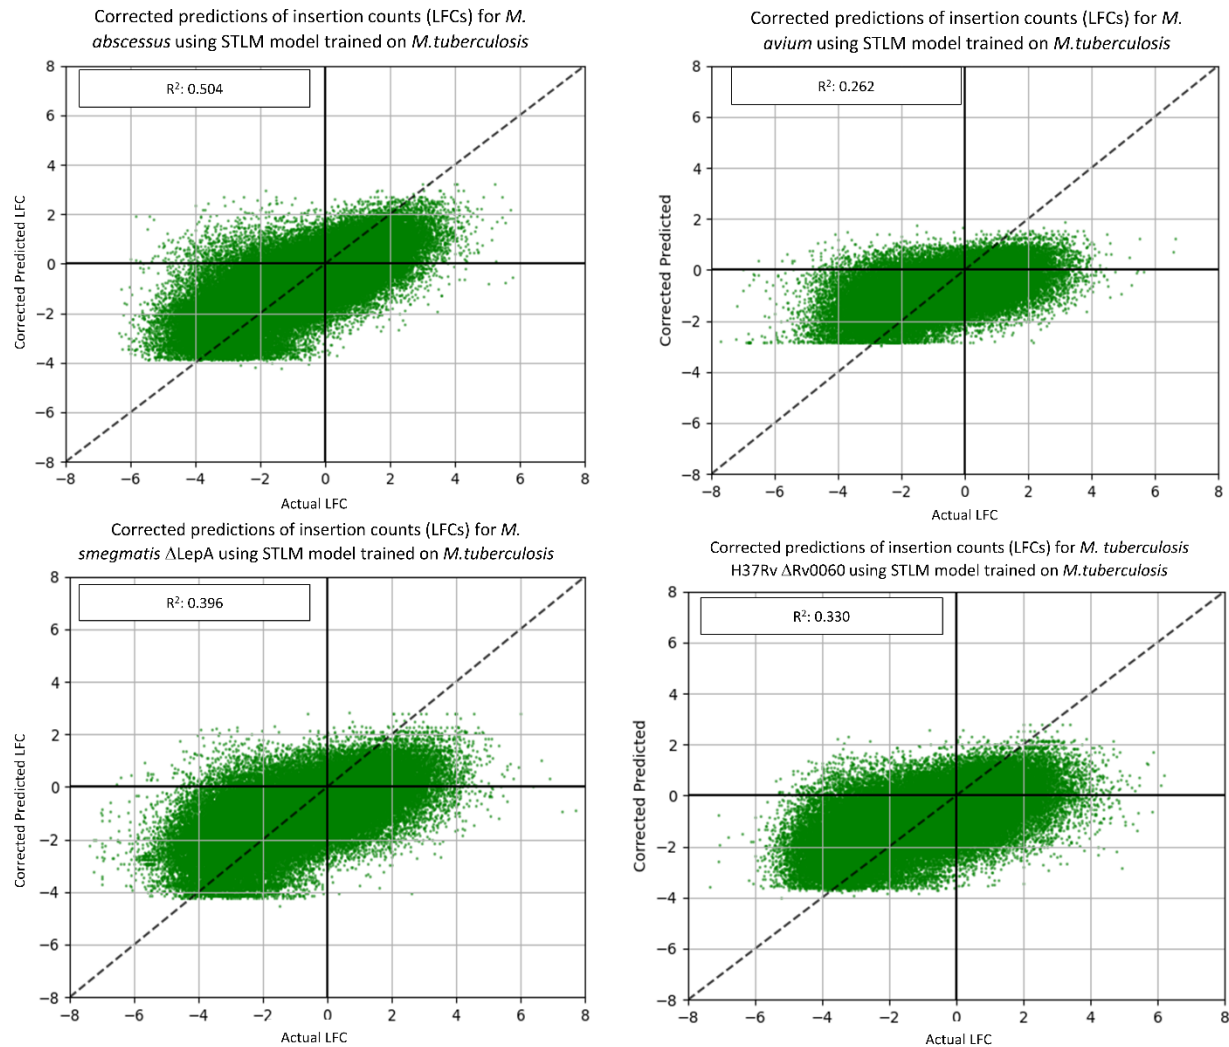 Corrected predictions of insertion counts (LFCs) for M.
abscessus using STLM model trained on M.tuberculosis
R²: 0.504
8
6
4
2
0
−2
−4
−6
−8
Corrected Predicted LFC
−8 −6 −4 −2 0 2 4 6 8
Actual LFC
Corrected predictions of insertion counts (LFCs) for M.
avium using STLM model trained on M.tuberculosis
R²: 0.262
8
6
4
2
0
−2
−4
−6
−8
Corrected Predicted
−8 −6 −4 −2 0 2 4 6 8
Actual LFC
Corrected predictions of insertion counts (LFCs) for M.
smegmatis ΔLepA using STLM model trained on M.tuberculosis
R²: 0.396
8
6
4
2
0
−2
−4
−6
−8
Corrected Predicted LFC
−8 −6 −4 −2 0 2 4 6 8
Actual LFC
Corrected predictions of insertion counts (LFCs) for M. tuberculosis
H37Rv ΔRv0060 using STLM model trained on M.tuberculosis
R²: 0.330
8
6
4
2
0
−2
−4
−6
−8
Corrected Predicted
−8 −6 −4 −2 0 2 4 6 8
Actual LFC